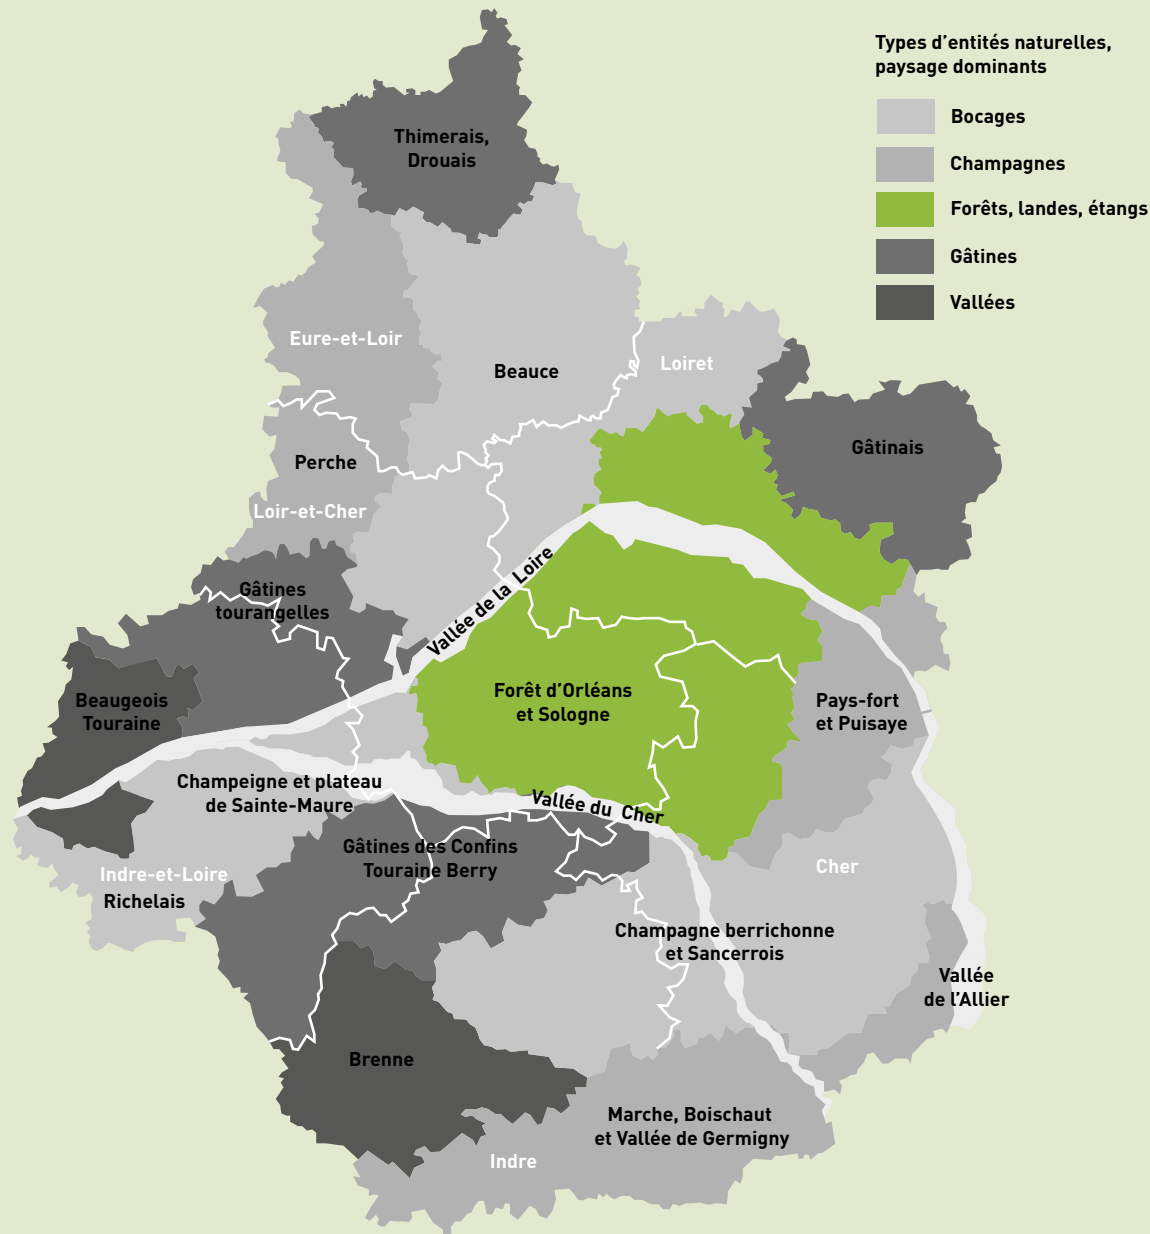 Types d’entités naturelles,
paysage dominants
Bocages
Champagnes
Forêts, landes, étangs
Gâtines
Vallées
Thimerais,
Drouais
Eure-et-Loir
Beauce
Loiret
Gâtinais
Perche
Loir-et-Cher
Vallée de la Loire
Gâtines
tourangelles
Beaugeois
Touraine
Forêt d’Orléans
et Sologne
Pays-fort
et Puisaye
Champeigne et plateau
de Sainte-Maure
Vallée du Cher
Gâtines des Confins
Touraine Berry
Indre-et-Loire
Richelais
Cher
Champagne berrichonne
et Sancerrois
Vallée
de l’Allier
Brenne
Marche, Boischaut
et Vallée de Germigny
Indre